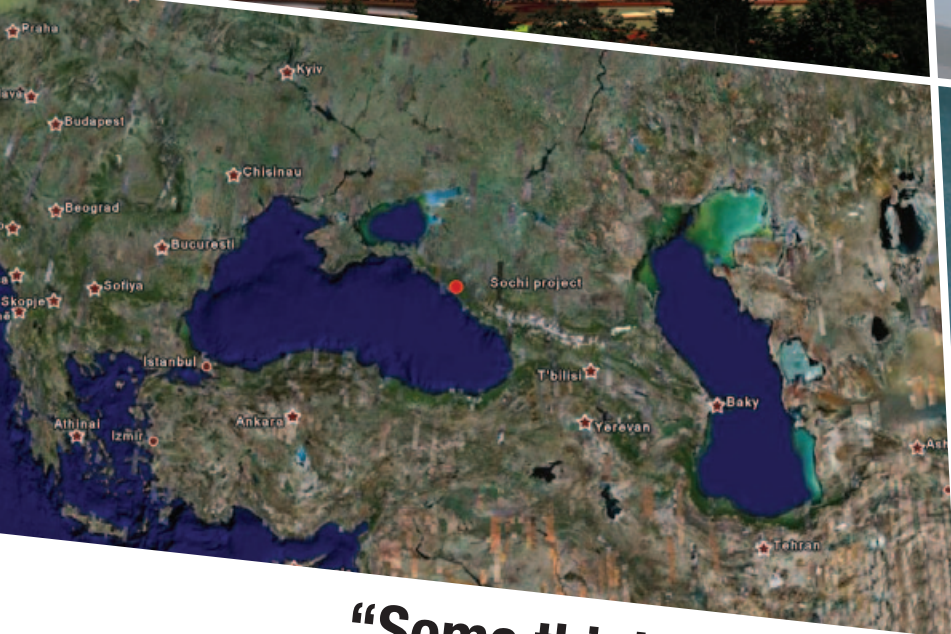 Praha
Kyiv
Budapest
Chisinau
Beograd
Bucuresti
Sofiya
Skopje
Sochi project
Istanbul
T'bilisi
Baky
Ankara
Yerevan
Athinai
Izmir
Tehran